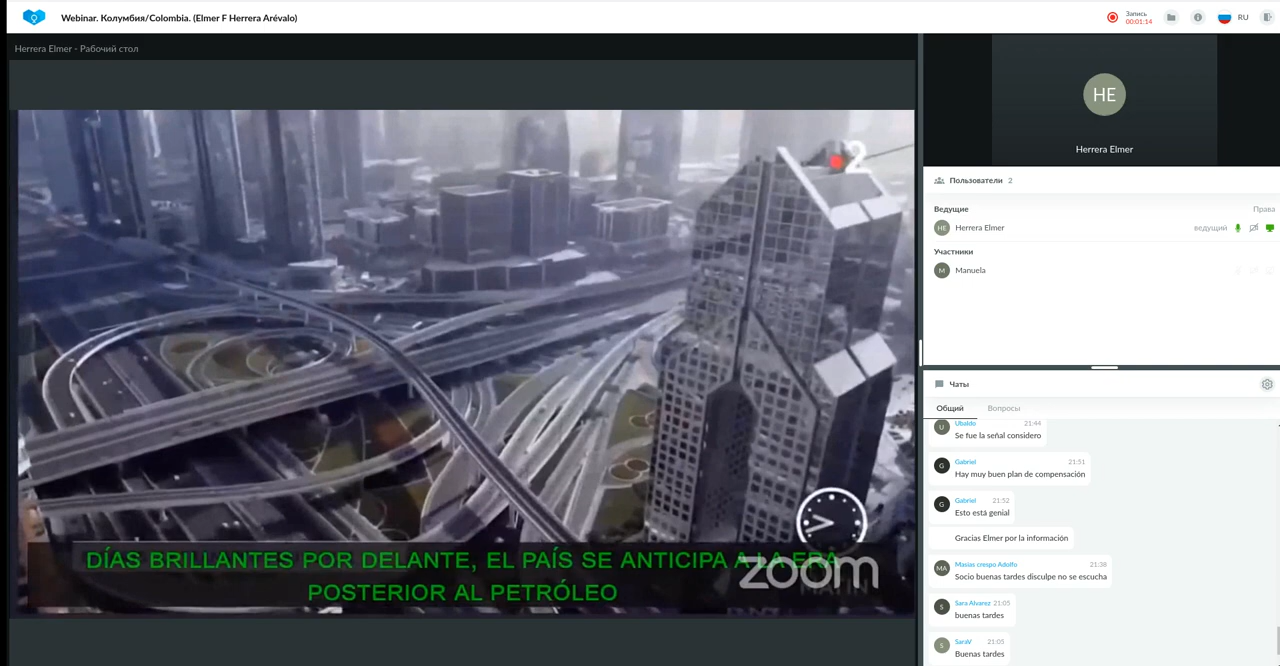 Webinar. Колумбия/Colombia. (Elmer F Herrera Arévalo)
Запись
00:01:14
RU
Herrera Elmer - Рабочий стол
2
DÍAS BRILLANTES POR DELANTE, EL PAÍS SE ANTICIPA A LA ERA
POSTERIOR AL PETRÓLEO
zoom
HE
Herrera Elmer
Пользователи 2
Ведущие Права
HE Herrera Elmer ведущий
Участники
M Manuela
Чаты
Общий Вопросы
U Ubaldo 21:44
Se fue la señal considero
G Gabriel 21:51
Hay muy buen plan de compensación
G Gabriel 21:52
Esto está genial
Gracias Elmer por la información
MA Masias crespo Adolfo 21:38
Socio buenas tardes disculpe no se escucha
S Sara Alvarez 21:05
buenas tardes
S SaraV 21:05
Buenas tardes